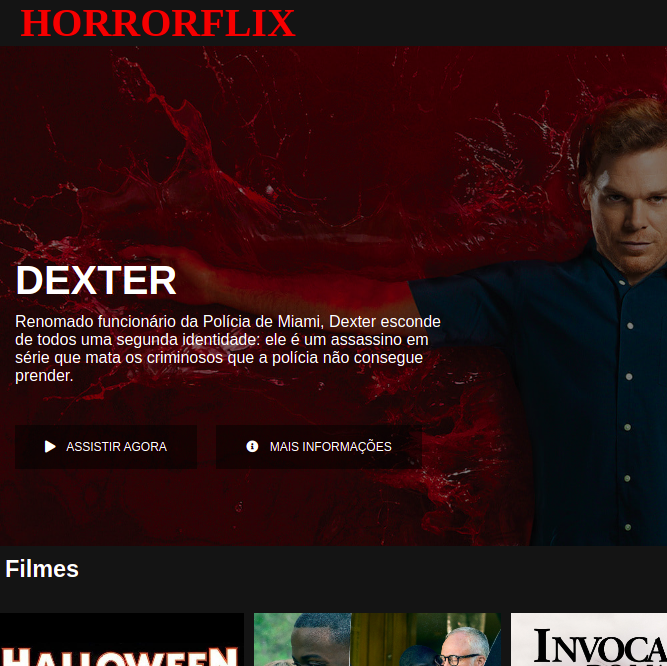 HORRORFLIX
DEXTER
Renomado funcionário da Polícia de Miami, Dexter esconde
de todos uma segunda identidade: ele é um assassino em
série que mata os criminosos que a polícia não consegue
prender.
ASSISTIR AGORA
MAIS INFORMAÇÕES
Filmes
HALLOWEEN
INVOCA